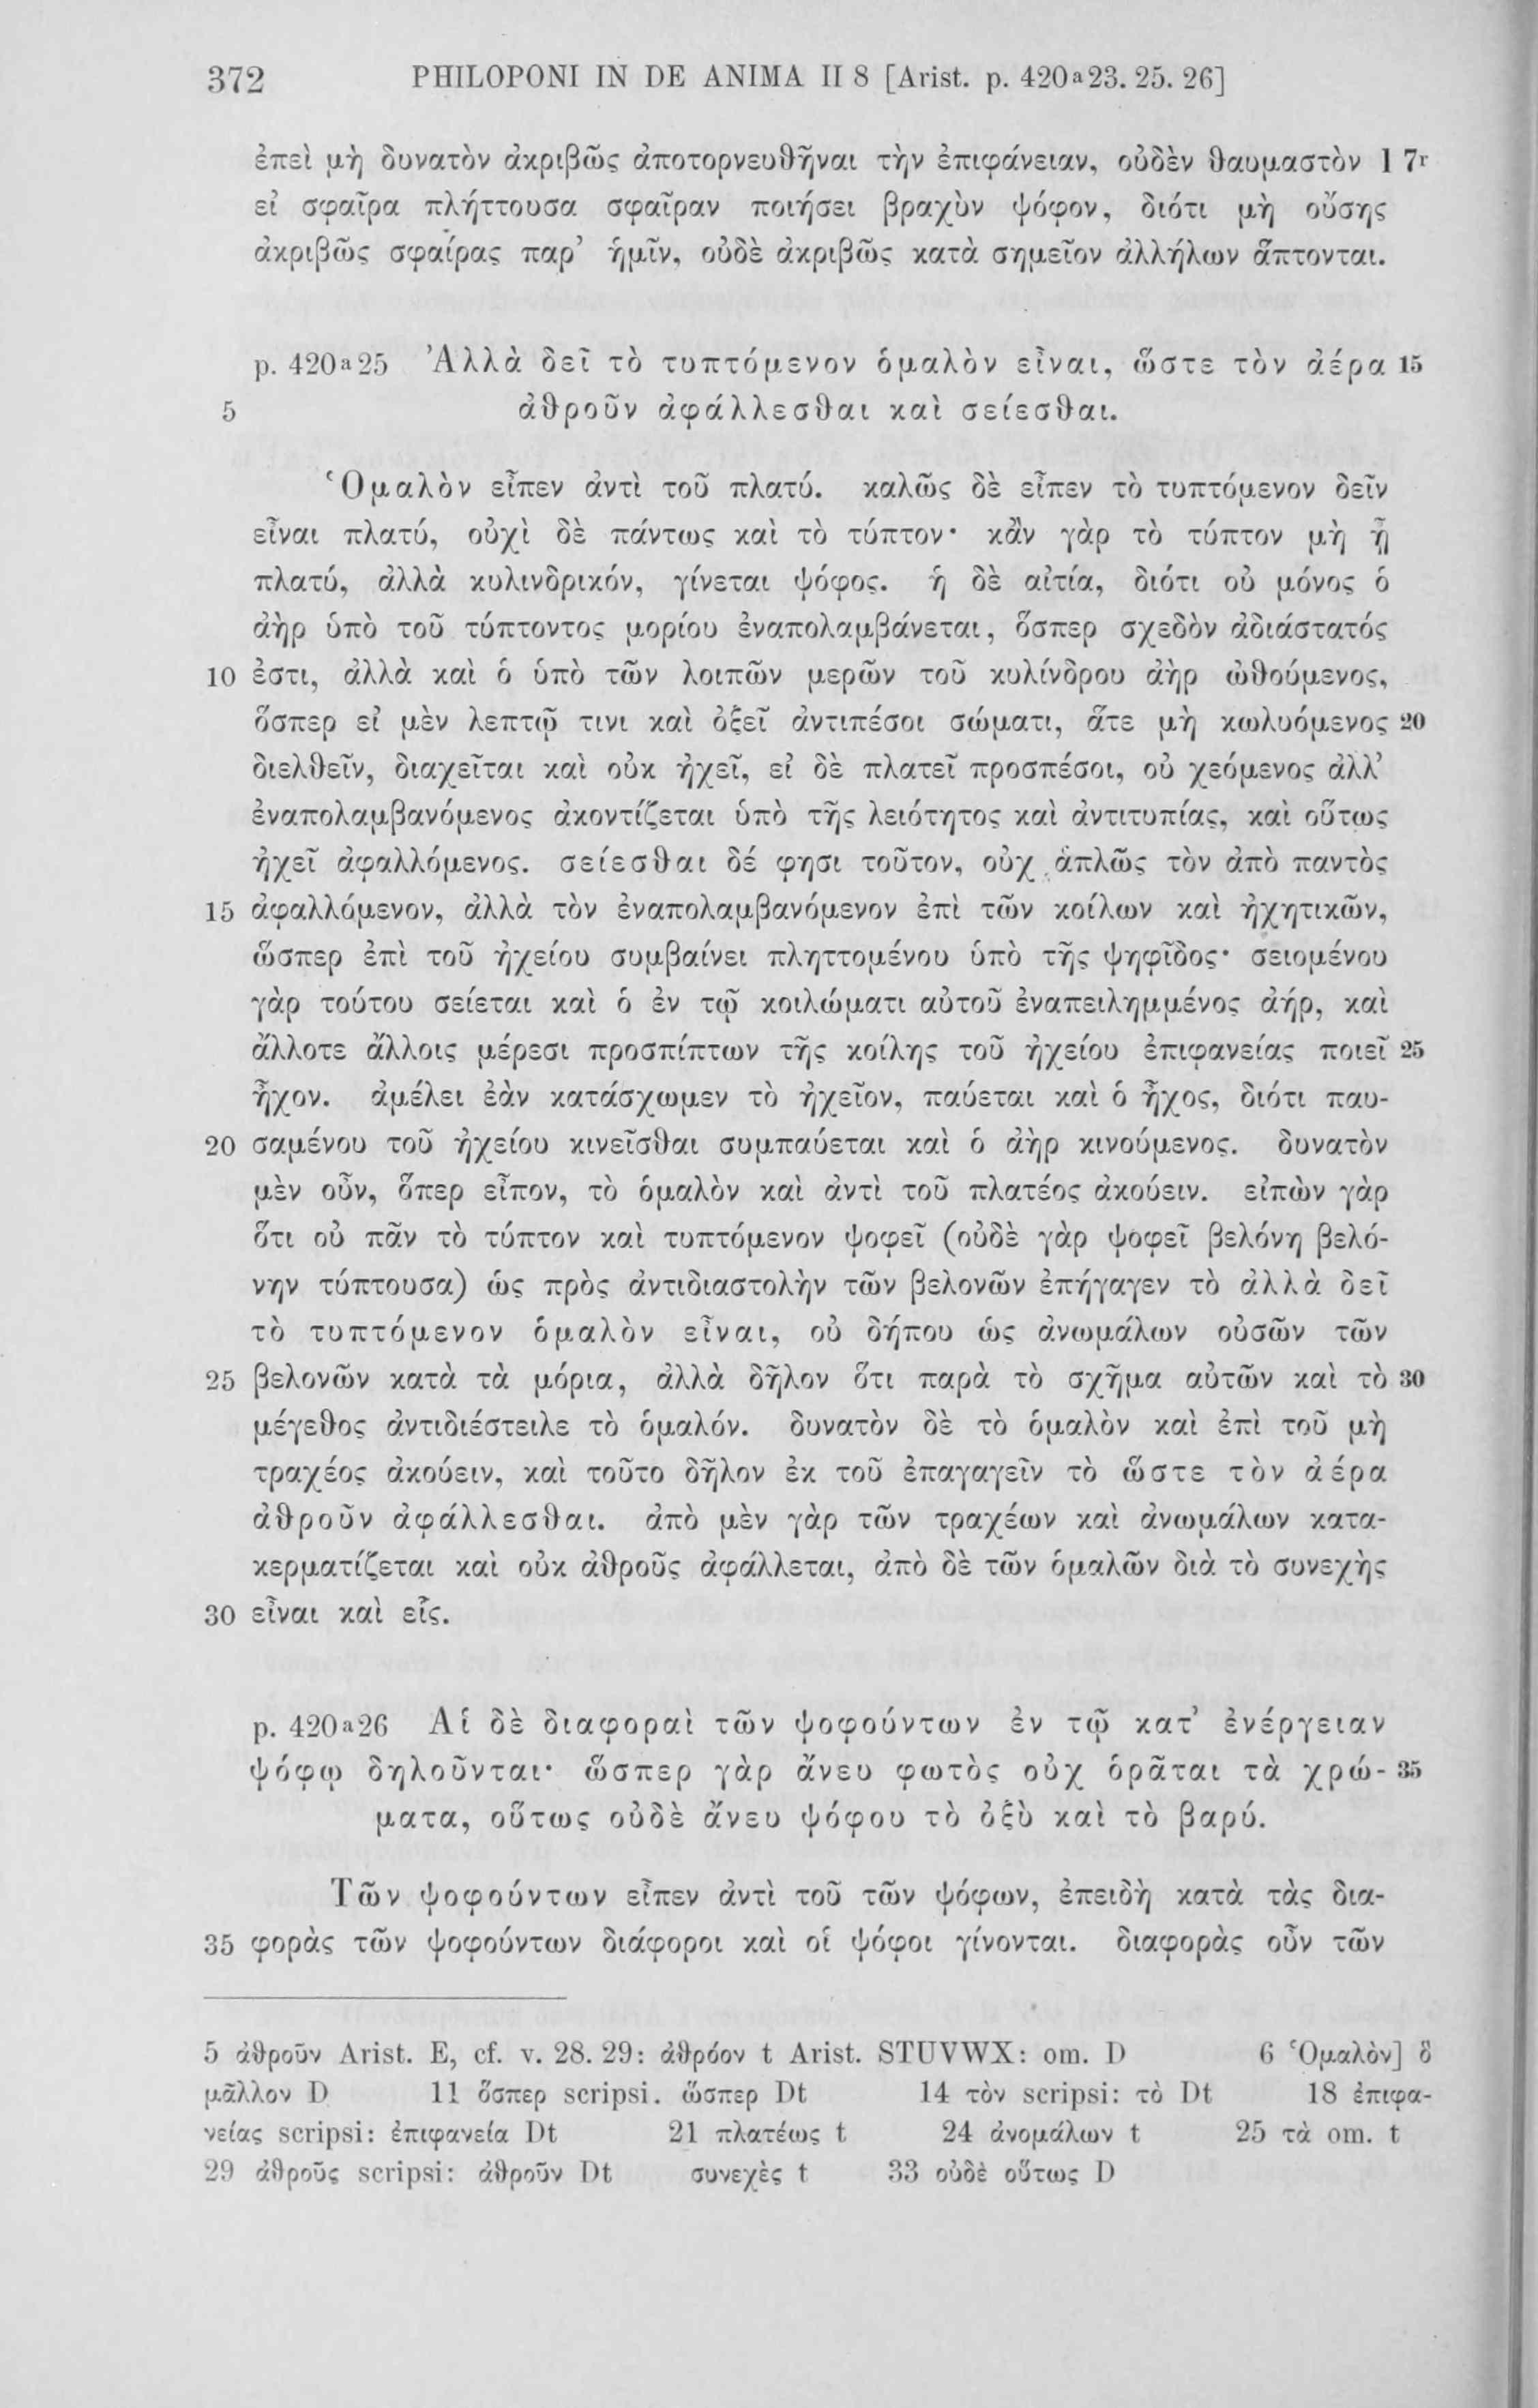 372 PHILOPONI IN DE ANIMA II 8 [Arist. p. 420a23. 25. 26]
ἐπεὶ μὴ δυνατὸν ἀκριβῶς ἀποτορνευθῆναι τὴν ἐπιφάνειαν, οὐδὲν θαυμαστὸν 17r
εἰ σφαῖρα πλήττουσα σφαῖραν ποιήσει βραχὺν ψόφον, διότι μὴ οὔσης
ἀκριβῶς σφαίρας παρ’ ἡμῖν, οὐδὲ ἀκριβῶς κατὰ σημεῖον ἀλλήλων ἅπτονται.
p. 420a25 Ἀλλὰ δεῖ τὸ τυπτόμενον ὁμαλὸν εἶναι, ὥστε τὸν ἀέρα 15
5 ἀθροῦν ἀφάλλεσθαι καὶ σείεσθαι.
Ὁμαλὸν εἶπεν ἀντὶ τοῦ πλατύ. καλῶς δὲ εἶπεν τὸ τυπτόμενον δεῖν
εἶναι πλατύ, οὐχὶ δὲ πάντως καὶ τὸ τύπτον· κἂν γὰρ τὸ τύπτον μὴ ᾖ
πλατύ, ἀλλὰ κυλινδρικόν, γίνεται ψόφος. ἡ δὲ αἰτία, διότι οὐ μόνος ὁ
ἀὴρ ὑπὸ τοῦ τύπτοντος μορίου ἐναπολαμβάνεται, ὅσπερ σχεδὸν ἀδιάστατός
10 ἐστι, ἀλλὰ καὶ ὁ ὑπὸ τῶν λοιπῶν μερῶν τοῦ κυλίνδρου ἀὴρ ὠθούμενος,
ὅσπερ εἰ μὲν λεπτῷ τινι καὶ ὀξεῖ ἀντιπέσοι σώματι, ἅτε μὴ κωλυόμενος 20
διελθεῖν, διαχεῖται καὶ οὐκ ἠχεῖ, εἰ δὲ πλατεῖ προσπέσοι, οὐ χεόμενος ἀλλ’
ἐναπολαμβανόμενος ἀκοντίζεται ὑπὸ τῆς λειότητος καὶ ἀντιτυπίας, καὶ οὕτως
ἠχεῖ ἀφαλλόμενος. σείεσθαι δέ φησι τοῦτον, οὐχ ἁπλῶς τὸν ἀπὸ παντὸς
15 ἀφαλλόμενον, ἀλλὰ τὸν ἐναπολαμβανόμενον ἐπὶ τῶν κοίλων καὶ ἠχητικῶν,
ὥσπερ ἐπὶ τοῦ ἠχείου συμβαίνει πληττομένου ὑπὸ τῆς ψηφῖδος· σειομένου
γὰρ τούτου σείεται καὶ ὁ ἐν τῷ κοιλώματι αὐτοῦ ἐναπειλημμένος ἀήρ, καὶ
ἄλλοτε ἄλλοις μέρεσι προσπίπτων τῆς κοίλης τοῦ ἠχείου ἐπιφανείας ποιεῖ 25
ἦχον. ἀμέλει ἐὰν κατάσχωμεν τὸ ἠχεῖον, παύεται καὶ ὁ ἦχος, διότι παυ-
20 σαμένου τοῦ ἠχείου κινεῖσθαι συμπαύεται καὶ ὁ ἀὴρ κινούμενος. δυνατὸν
μὲν οὖν, ὅπερ εἶπον, τὸ ὁμαλὸν καὶ ἀντὶ τοῦ πλατέος ἀκούειν. εἰπὼν γὰρ
ὅτι οὐ πᾶν τὸ τύπτον καὶ τυπτόμενον ψοφεῖ (οὐδὲ γὰρ ψοφεῖ βελόνη βελό-
νην τύπτουσα) ὡς πρὸς ἀντιδιαστολὴν τῶν βελονῶν ἐπήγαγεν τὸ ἀλλὰ δεῖ
τὸ τυπτόμενον ὁμαλὸν εἶναι, οὐ δήπου ὡς ἀνωμάλων οὐσῶν τῶν
25 βελονῶν κατὰ τὰ μόρια, ἀλλὰ δῆλον ὅτι παρὰ τὸ σχῆμα αὐτῶν καὶ τὸ 30
μέγεθος ἀντιδιέστειλε τὸ ὁμαλόν. δυνατὸν δὲ τὸ ὁμαλὸν καὶ ἐπὶ τοῦ μὴ
τραχέος ἀκούειν, καὶ τοῦτο δῆλον ἐκ τοῦ ἐπαγαγεῖν τὸ ὥστε τὸν ἀέρα
ἀθροῦν ἀφάλλεσθαι. ἀπὸ μὲν γὰρ τῶν τραχέων καὶ ἀνωμάλων κατα-
κερματίζεται καὶ οὐκ ἀθροῦς ἀφάλλεται, ἀπὸ δὲ τῶν ὁμαλῶν διὰ τὸ συνεχὴς
30 εἶναι καὶ εἷς.
p. 420a26 Αἱ δὲ διαφοραὶ τῶν ψοφούντων ἐν τῷ κατ’ ἐνέργειαν
ψόφῳ δηλοῦνται· ὥσπερ γὰρ ἄνευ φωτὸς οὐχ ὁρᾶται τὰ χρώ- 35
ματα, οὕτως οὐδὲ ἄνευ ψόφου τὸ ὀξὺ καὶ τὸ βαρύ.
Τῶν ψοφούντων εἶπεν ἀντὶ τοῦ τῶν ψόφων, ἐπειδὴ κατὰ τὰς δια-
35 φορὰς τῶν ψοφούντων διάφοροι καὶ οἱ ψόφοι γίνονται. διαφορὰς οὖν τῶν
5 ἀθροῦν Arist. E, cf. v. 28. 29: ἀθρόον t Arist. STUVWX: om. D 6 Ὁμαλὸν] ὃ
μᾶλλον D 11 ὅσπερ scripsi. ὥσπερ Dt 14 τὸν scripsi: τὸ Dt 18 ἐπιφα-
νείας scripsi: ἐπιφανεία Dt 21 πλατέως t 24 ἀνομάλων t 25 τὰ om. t
29 ἀθροῦς scripsi: ἀθροῦν Dt συνεχὲς t 33 οὐδὲ οὕτως D